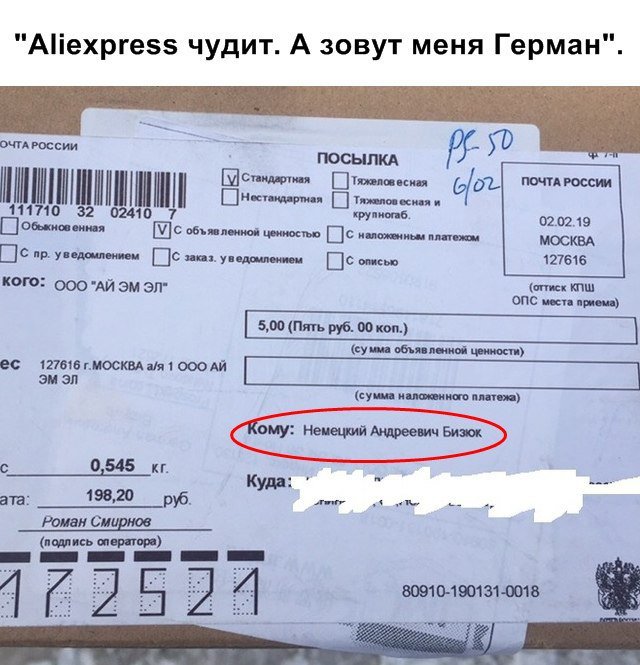 "Aliexpress чудит. А зовут меня Герман".
ОЧТА РОССИИ
ПОСЫЛКА
PS-50
6/02
ф. 7-п
V Стандартная
Тяжеловесная
Нестандартная
Тяжеловесная и
крупногаб.
111710 32 02410 7
Обыкновенная
V С объявленной ценностью
С наложенным платежом
С пр. уведомлением
С заказ. уведомлением
С описью
ПОЧТА РОССИИ
02.02.19
МОСКВА
127616
(оттиск КПШ
ОПС места приема)
кого: ООО "АЙ ЭМ ЭЛ"
5,00 (Пять руб. 00 коп.)
(сумма объявленной ценности)
ес 127616 г.МОСКВА а/я 1 ООО АЙ
ЭМ ЭЛ
(сумма наложенного платежа)
Кому: Немецкий Андреевич Бизюк
с 0,545 кг.
Куда:
ата: 198,20 руб.
Роман Смирнов
(подпись оператора)
172521
80910-190131-0018